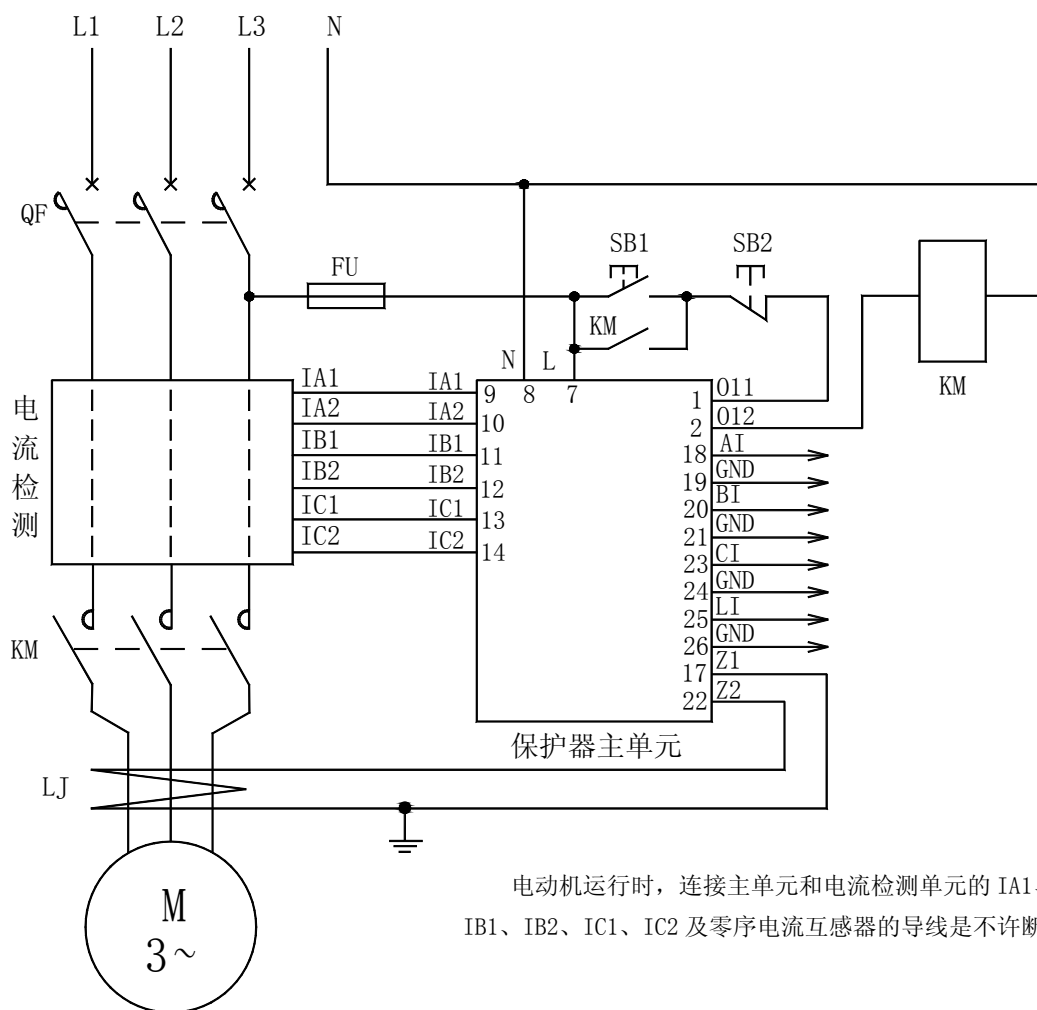 L1 L2 L3 N
QF
FU
SB1 SB2
KM
N L
KM
电流检测
IA1 IA1 9 8 7
IA2 IA2 10
IB1 IB1 11
IB2 IB2 12
IC1 IC1 13
IC2 IC2 14
1 O11
2 O12
18 AI
19 GND
20 BI
21 GND
23 CI
24 GND
25 LI
26 GND
17 Z1
22 Z2
KM
保护器主单元
LJ
M
3~
电动机运行时，连接主单元和电流检测单元的 IA1
IB1、IB2、IC1、IC2 及零序电流互感器的导线是不许断